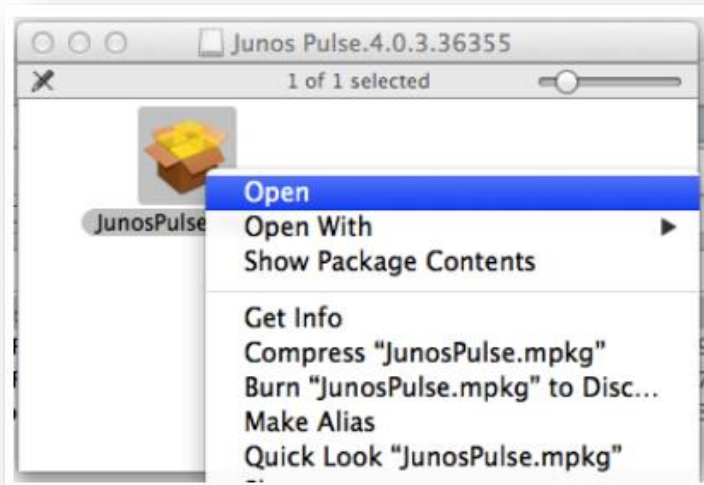 Junos Pulse.4.0.3.36355
1 of 1 selected
JunosPulse
Open
Open With
Show Package Contents
Get Info
Compress “JunosPulse.mpkg”
Burn “JunosPulse.mpkg” to Disc...
Make Alias
Quick Look “JunosPulse.mpkg”